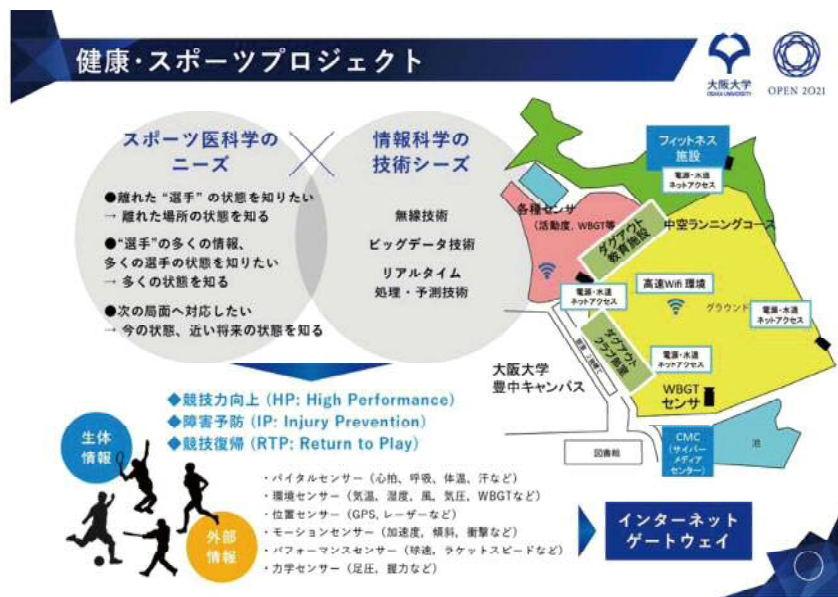 健康・スポーツプロジェクト
大阪大学
OSAKA UNIVERSITY
OPEN 2021
スポーツ医科学の
ニーズ
●離れた “選手” の状態を知りたい
→ 離れた場所の状態を知る
●“選手”の多くの情報、
多くの選手の状態を知りたい
→ 多くの状態を知る
●次の局面へ対応したい
→ 今の状態、近い将来の状態を知る
情報科学の
技術シーズ
無線技術
ビッグデータ技術
リアルタイム
処理・予測技術
フィットネス
施設
電源・水道
ネットアクセス
各種センサ
(活動度, WBGT等
ダグアウト
教育施設
中空ランニングコース
電源・水道
ネットアクセス
高速Wifi 環境
グラウンド
電源・水道
ネットアクセス
ダグアウト
クラブ部室
電源・水道
ネットアクセス
大阪大学
豊中キャンパス
WBGT
センサ
図書館
CMC
(サイバー
メディア
センター)
池
◆競技力向上 (HP: High Performance)
◆障害予防 (IP: Injury Prevention)
◆競技復帰 (RTP: Return to Play)
生体
情報
外部
情報
・バイタルセンサー（心拍、呼吸、体温、汗など）
・環境センサー（気温, 湿度, 風, 気圧, WBGTなど）
・位置センサー（GPS, レーザーなど）
・モーションセンサー（加速度, 傾斜, 衝撃など）
・パフォーマンスセンサー（球速, ラケットスピードなど）
・力学センサー（足圧, 握力など）
インターネット
ゲートウェイ